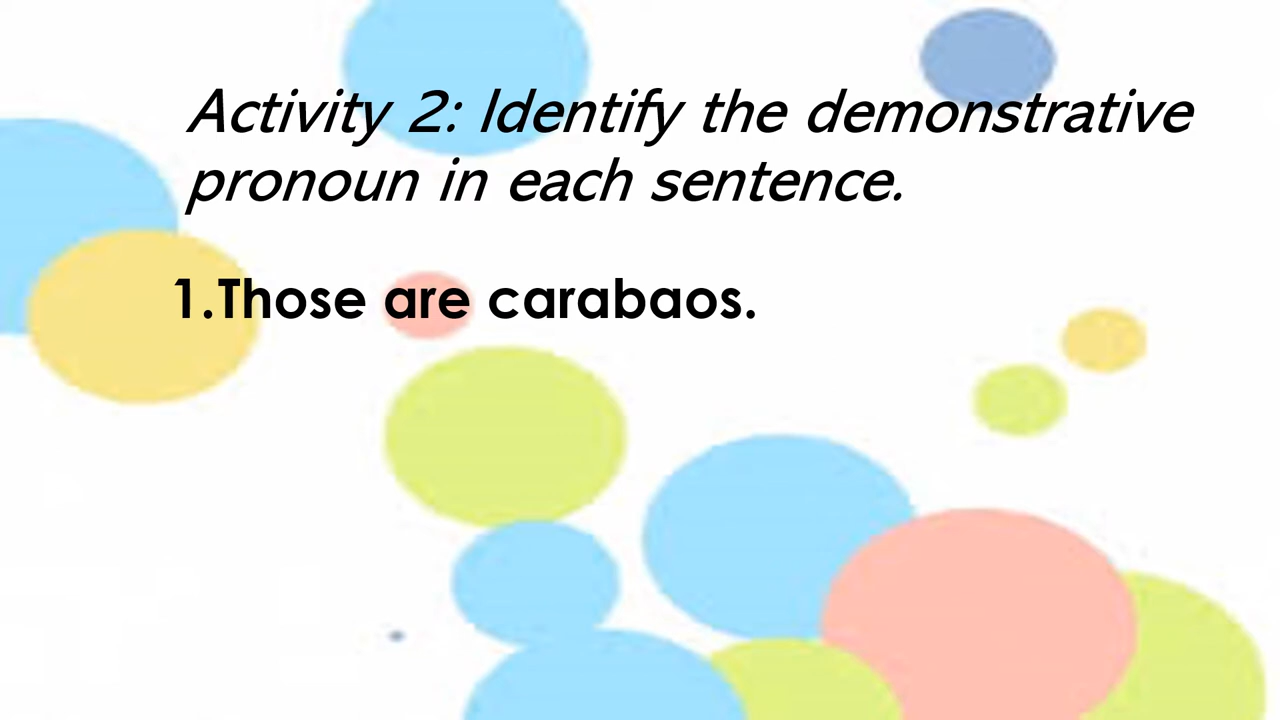 Activity 2: Identify the demonstrative
pronoun in each sentence.
1.Those are carabaos.